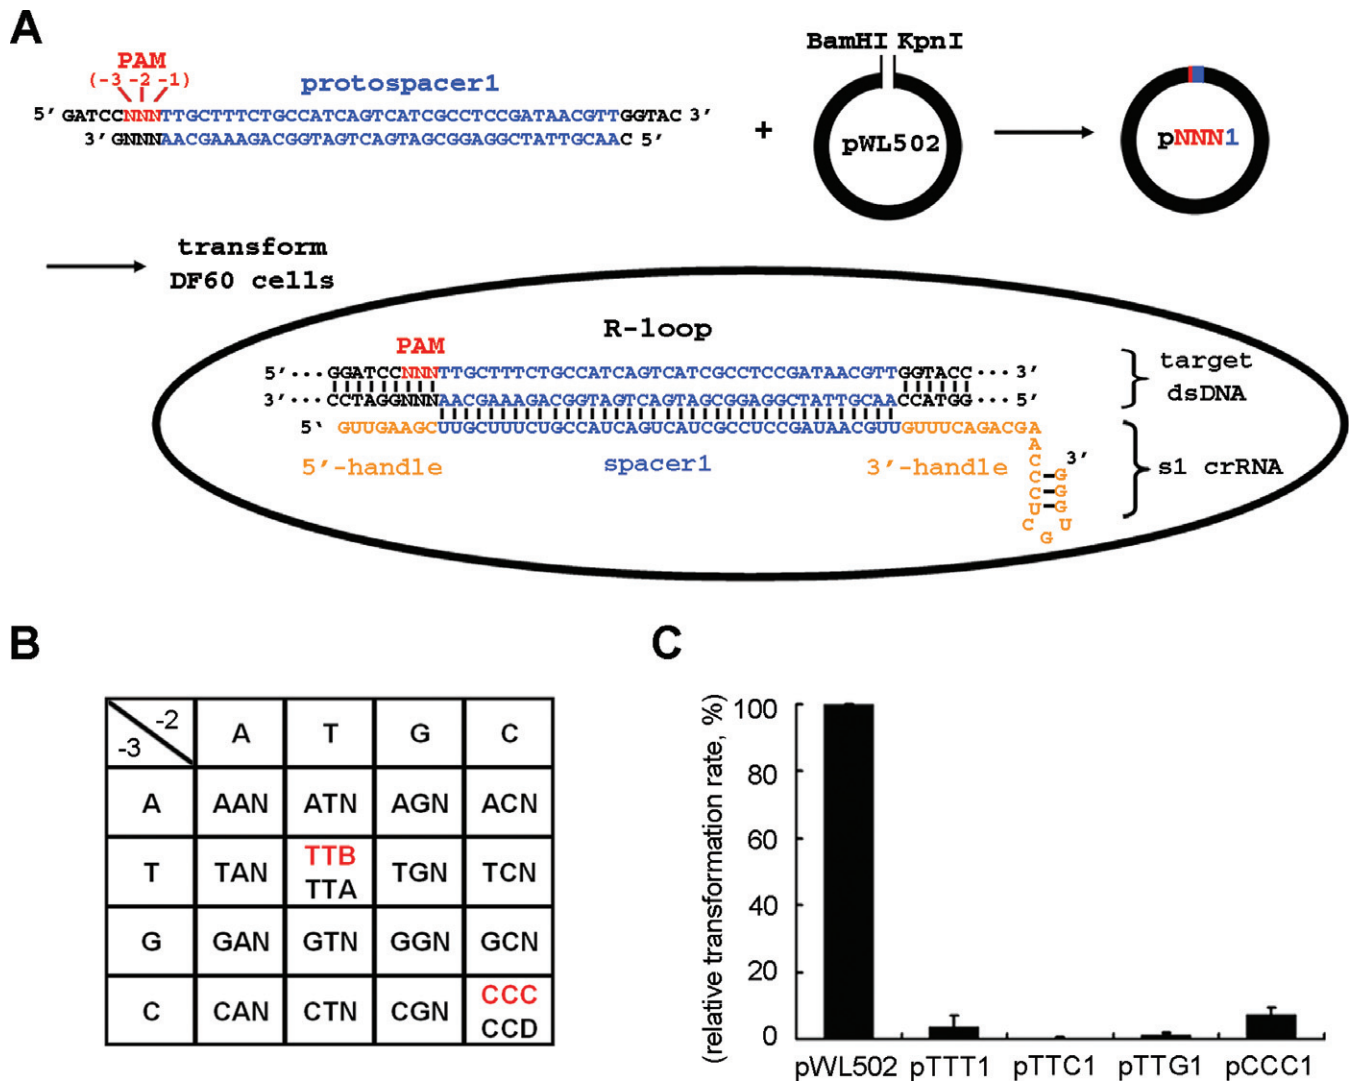 A
PAM
(-3 -2 -1)
protospacer1
5′ GATCCNNNTTGCTTTCTGCCATCAGTCATCGCCTCCGATAACGTTGGTAC 3′
3′ GNNNAACGAAAGACGGTAGTCAGTAGCGGAGGCTATTGCAAC 5′
+
BamHI KpnI
pWL502
pNNN1
transform
DF60 cells
R-loop
PAM
5′···GGATCCNNNTTGCTTTCTGCCATCAGTCATCGCCTCCGATAACGTTGGTACC··· 3′
3′···CCTAGGNNNAACGAAAGACGGTAGTCAGTAGCGGAGGCTATTGCAACCATGG··· 5′
5‵ GUUGAAGCUUGCUUUCUGCCAUCAGUCAUCGCCUCCGAUAACGUUGUUUCAGACGA
A
C
C
C
C
U
C
G
U
G
G
G
3′
5′-handle
spacer1
3′-handle
target
dsDNA
s1 crRNA
B
-2
-3
A T G C
A AAN ATN AGN ACN
T TAN TTB TTA TGN TCN
G GAN GTN GGN GCN
C CAN CTN CGN CCC CCD
C
(relative transformation rate, %)
100
80
60
40
20
0
pWL502 pTTT1 pTTC1 pTTG1 pCCC1